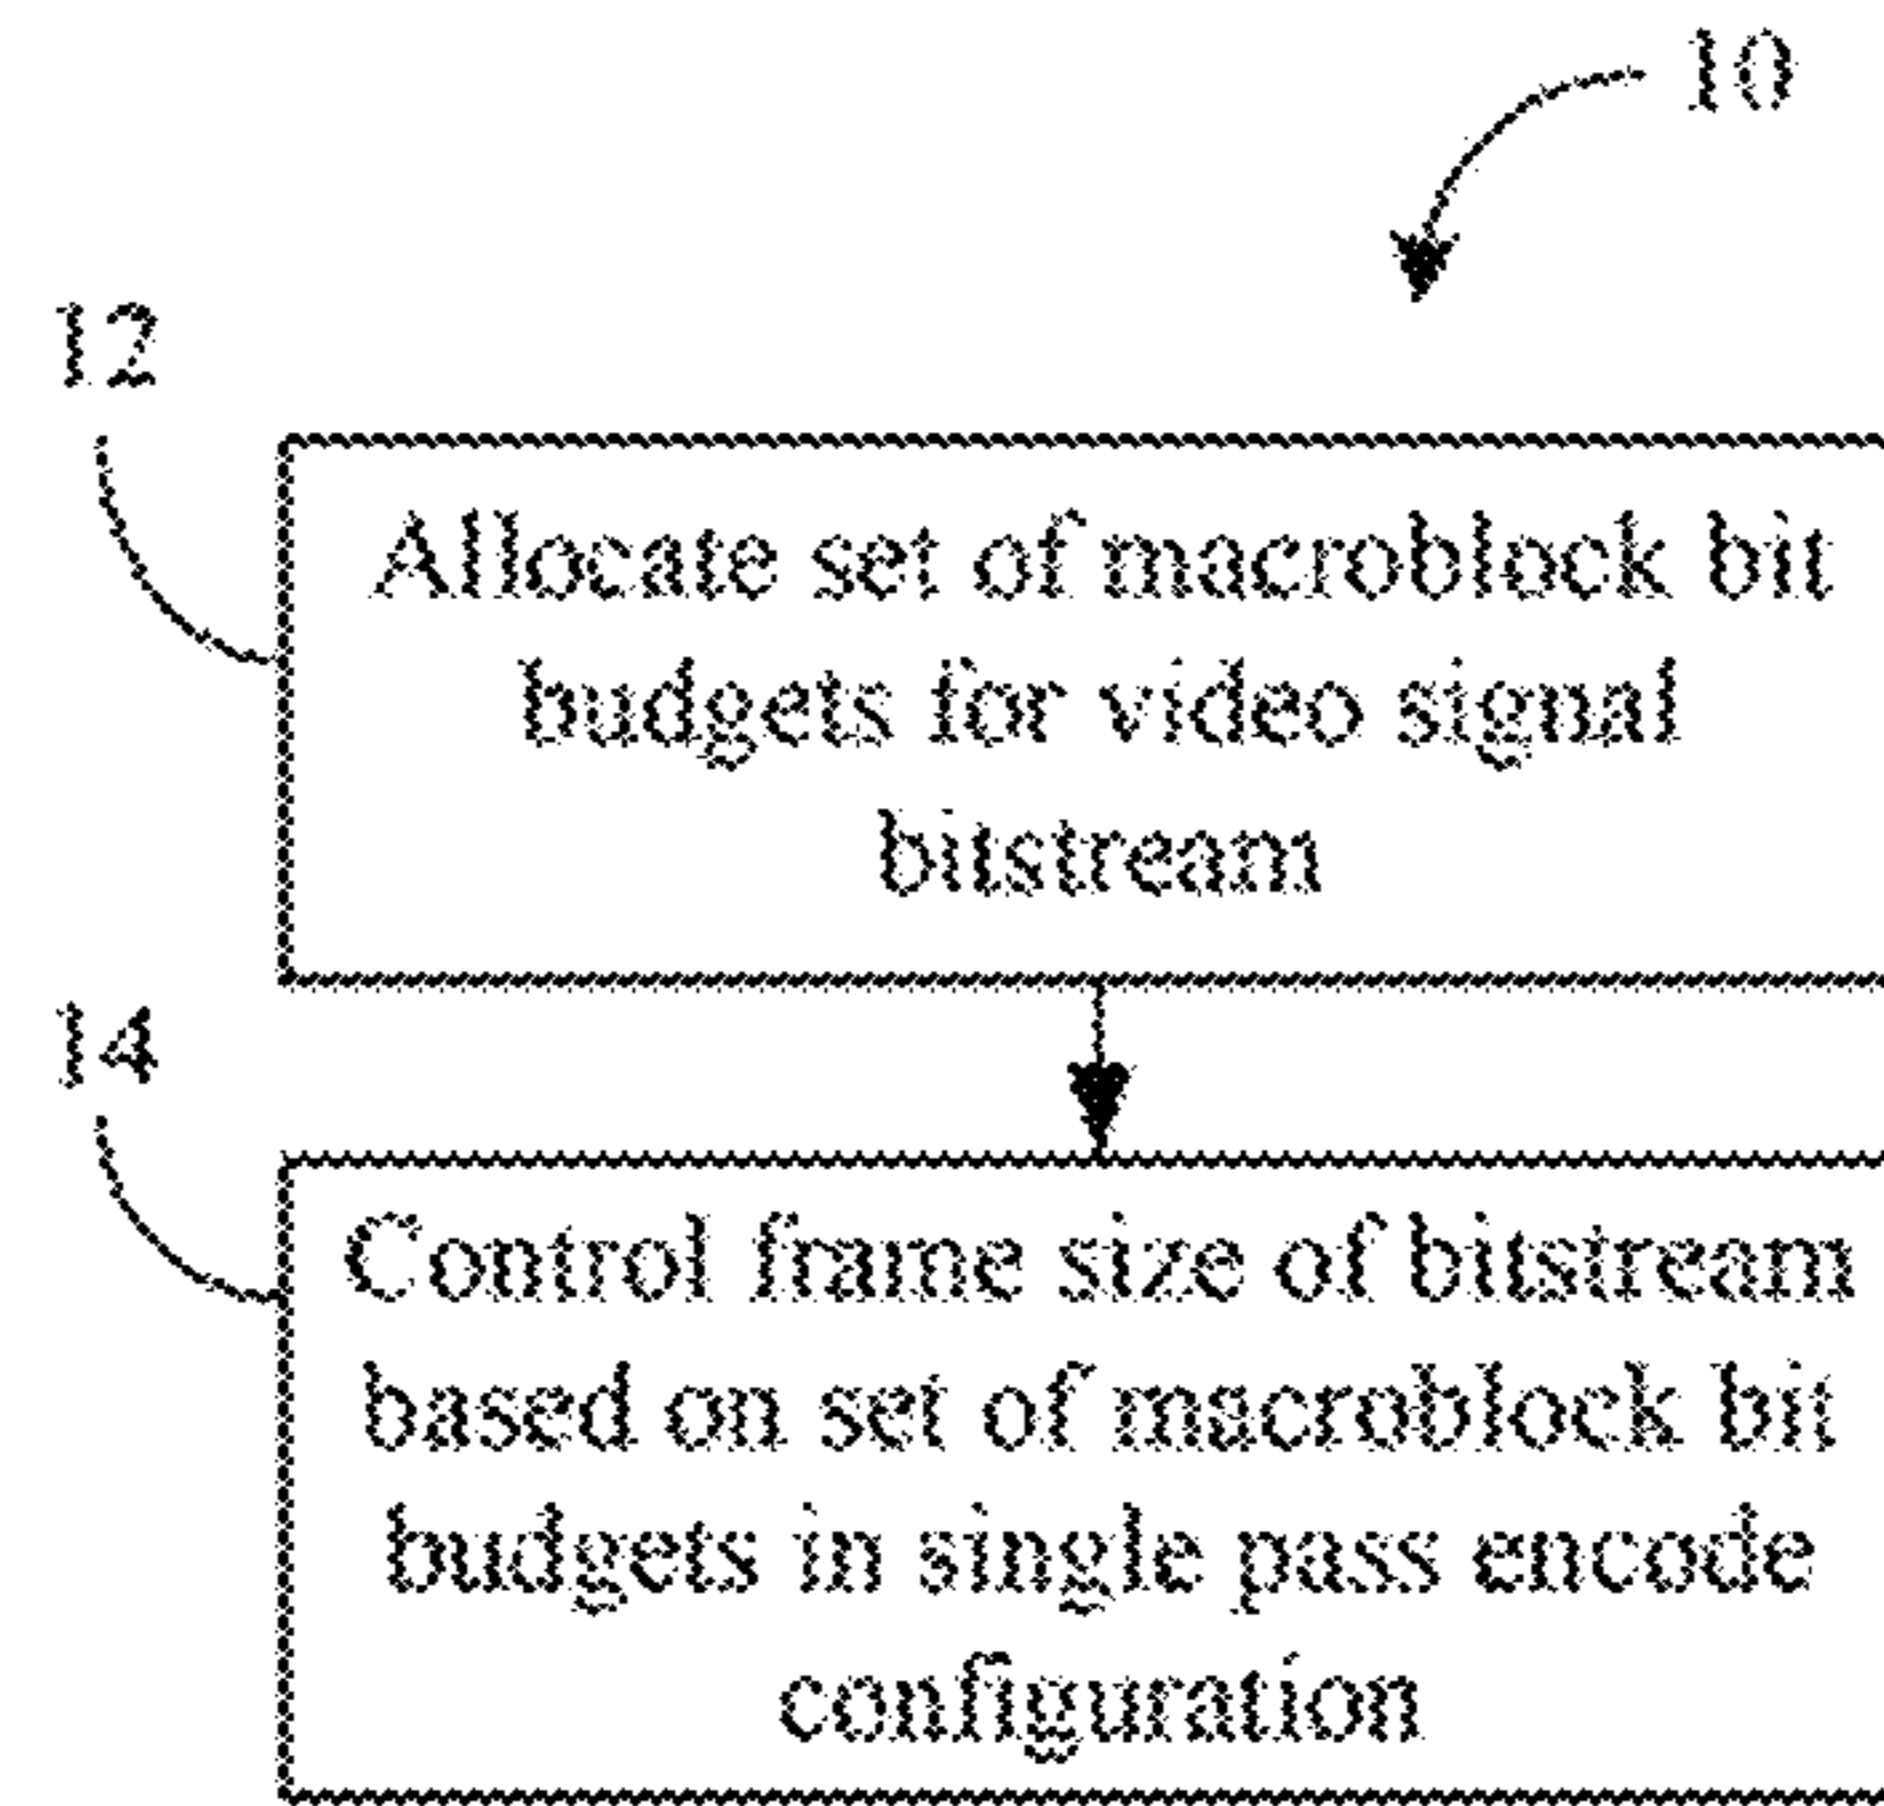 10
12
Allocate set of macroblock bit
budgets for video signal
bitstream
14
Control frame size of bitstream
based on set of macroblock bit
budgets in single pass encode
configuration